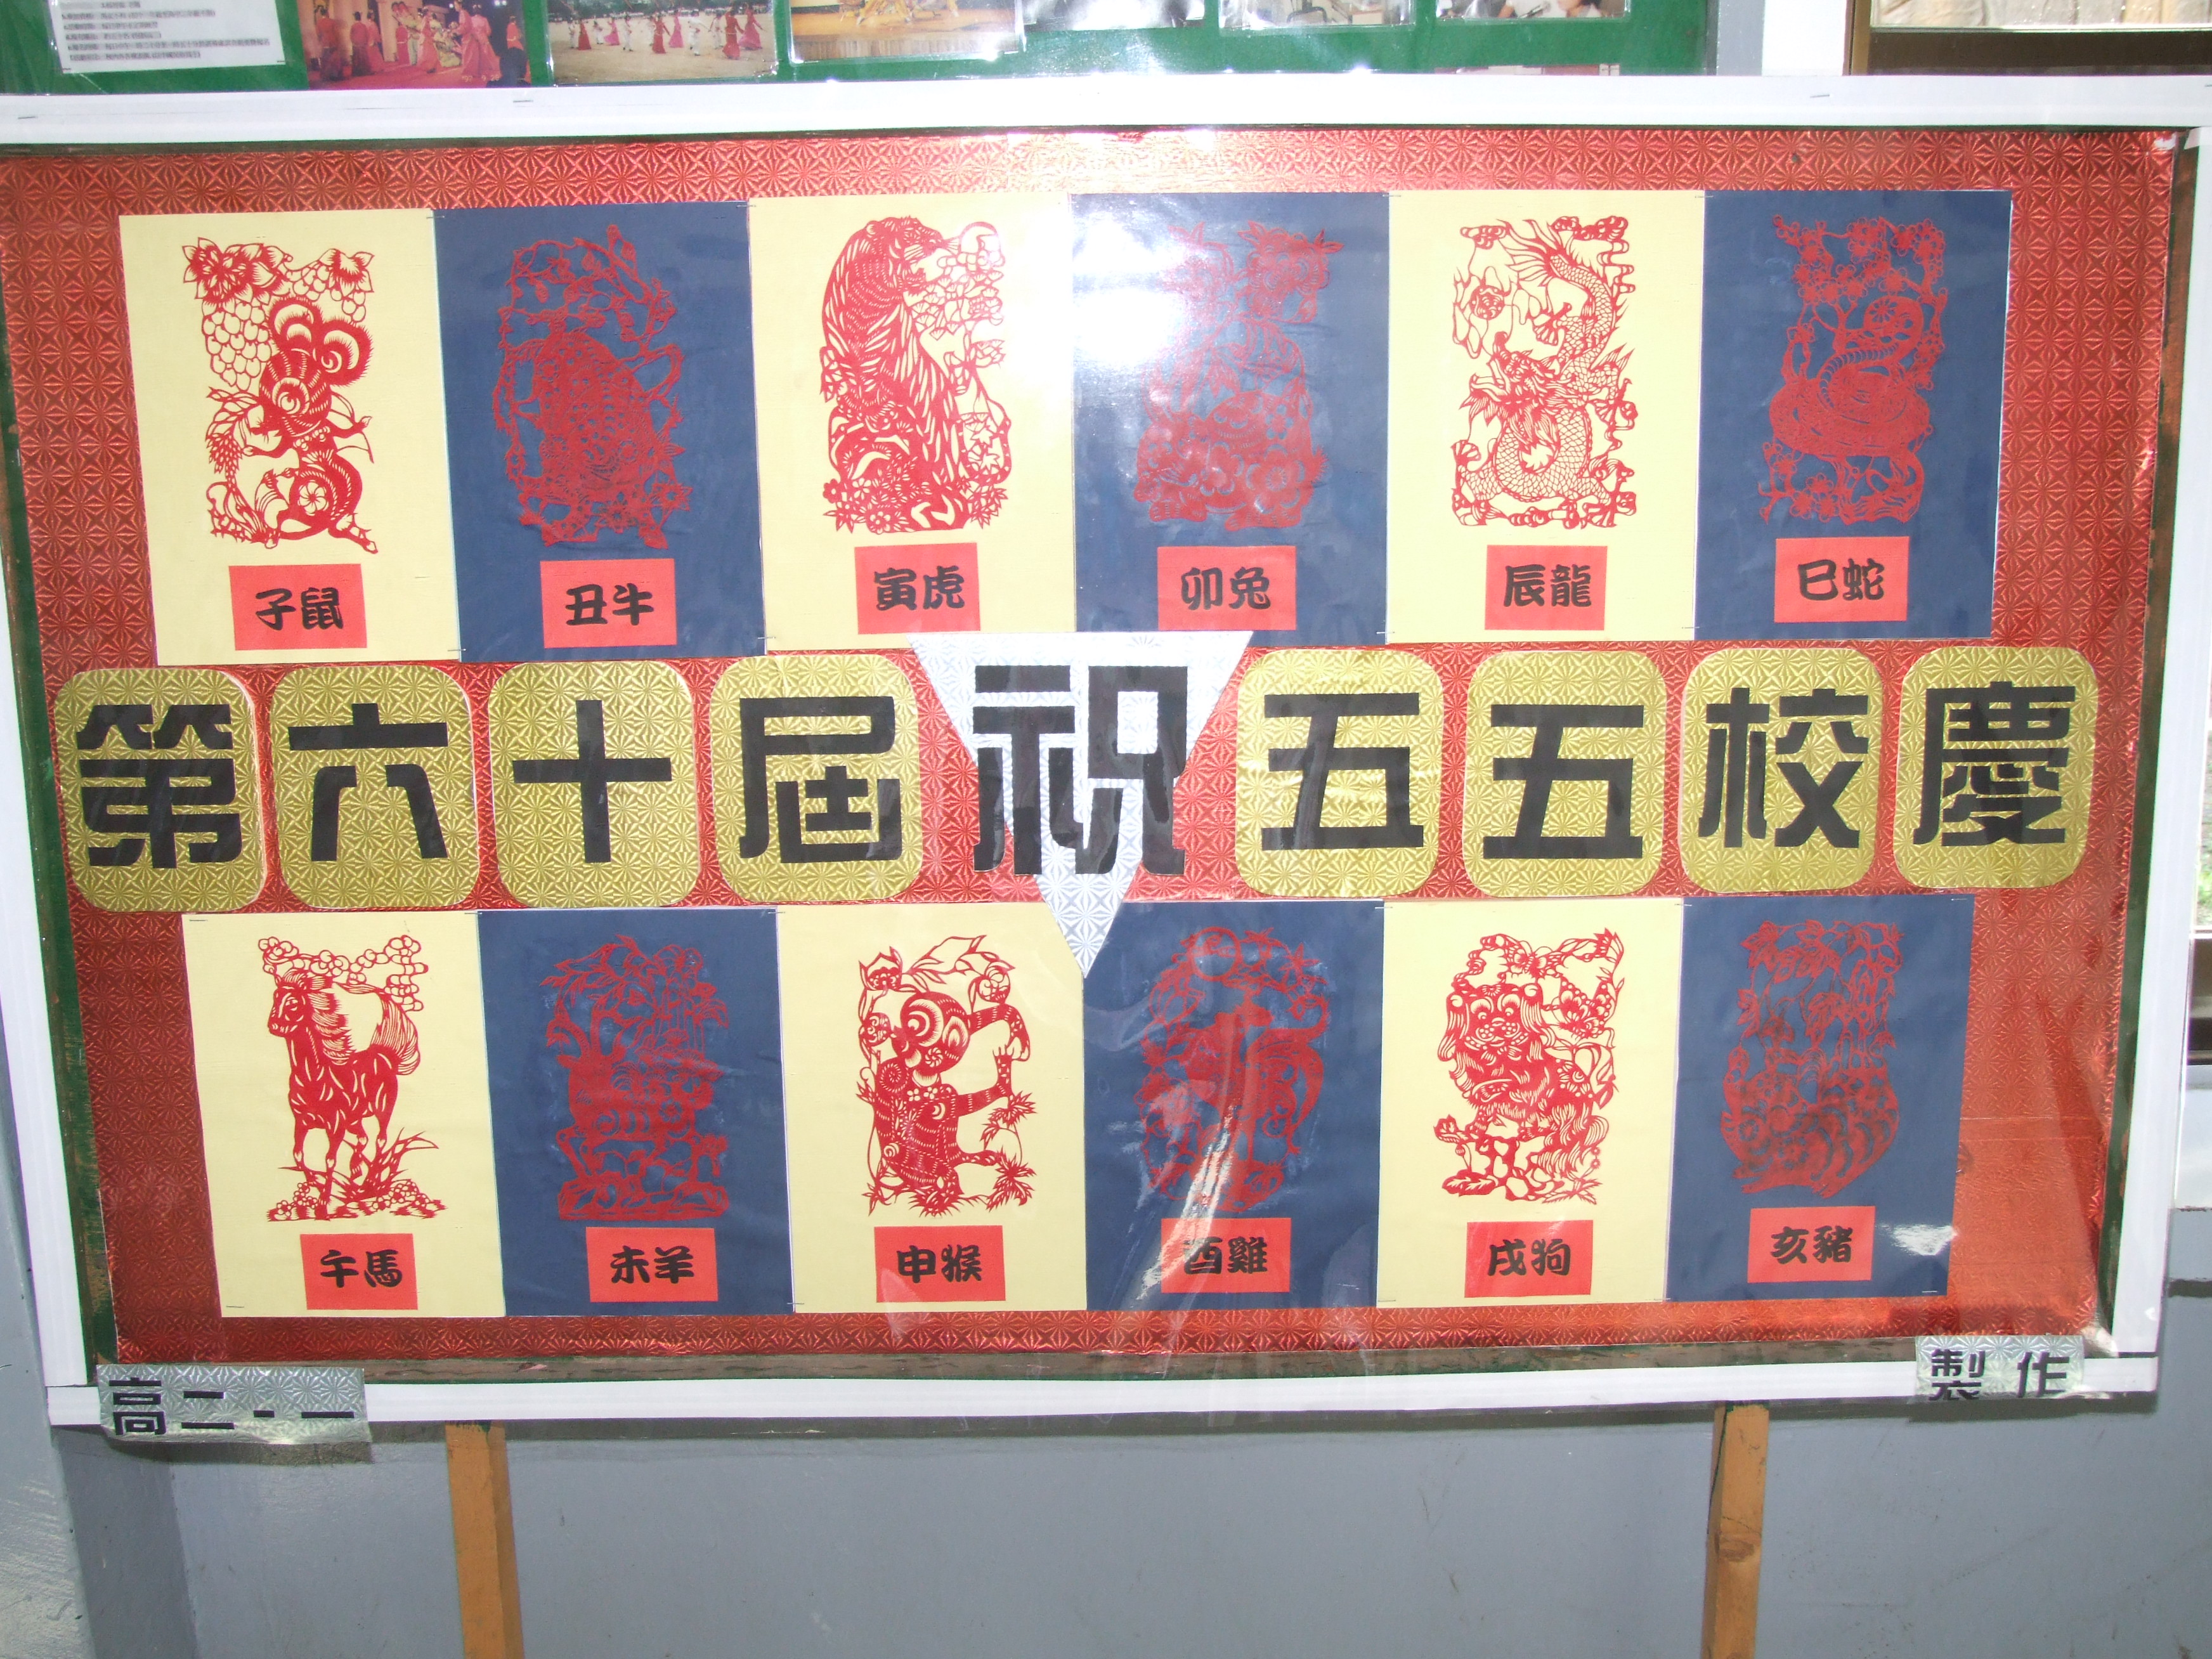 子鼠 丑牛 寅虎 卯兔 辰龍 巳蛇
第六十屆祝五五校慶
午馬 未羊 申猴 酉雞 戌狗 亥豬
高二·一 製作